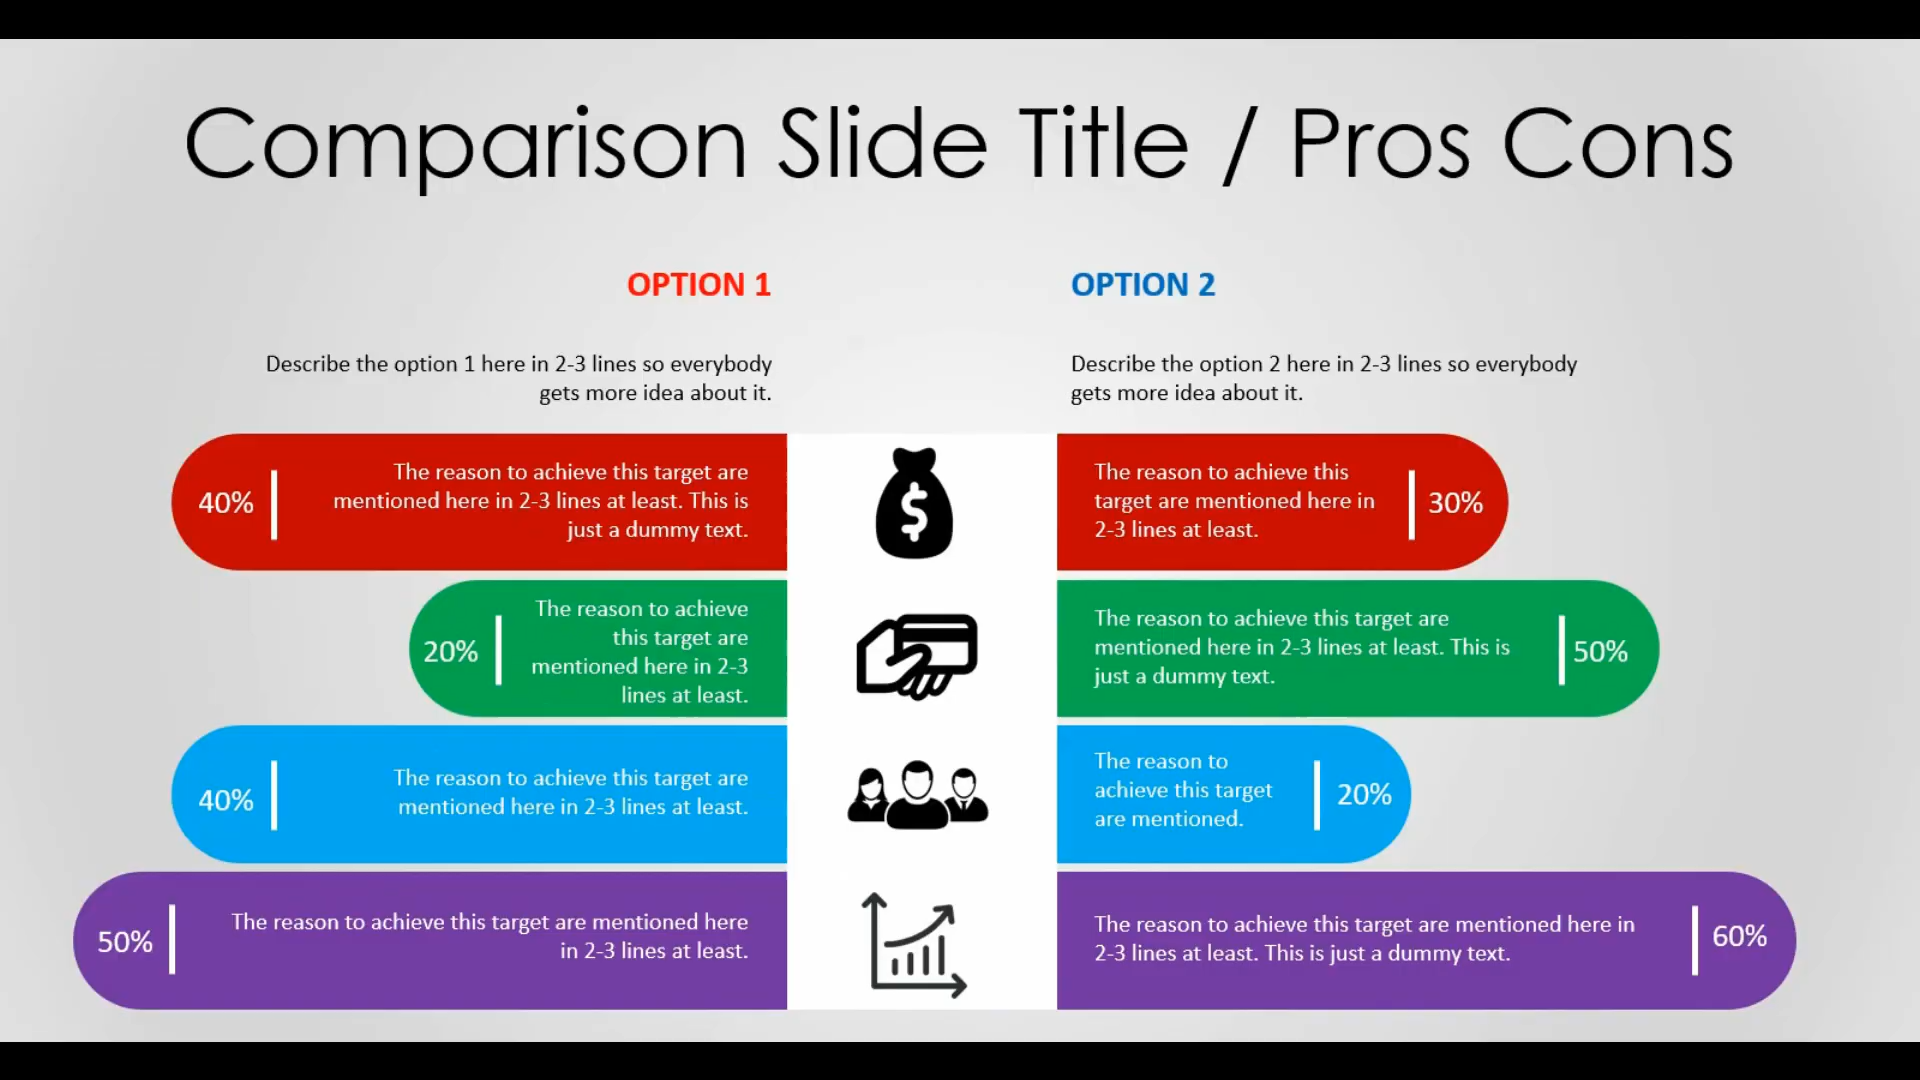 Comparison Slide Title / Pros Cons
OPTION 1
Describe the option 1 here in 2-3 lines so everybody
gets more idea about it.
OPTION 2
Describe the option 2 here in 2-3 lines so everybody
gets more idea about it.
40%
The reason to achieve this target are
mentioned here in 2-3 lines at least. This is
just a dummy text.
$
The reason to achieve this
target are mentioned here in
2-3 lines at least.
30%
20%
The reason to achieve
this target are
mentioned here in 2-3
lines at least.
The reason to achieve this target are
mentioned here in 2-3 lines at least. This is
just a dummy text.
50%
40%
The reason to achieve this target are
mentioned here in 2-3 lines at least.
The reason to
achieve this target
are mentioned.
20%
50%
The reason to achieve this target are mentioned here
in 2-3 lines at least.
The reason to achieve this target are mentioned here in
2-3 lines at least. This is just a dummy text.
60%